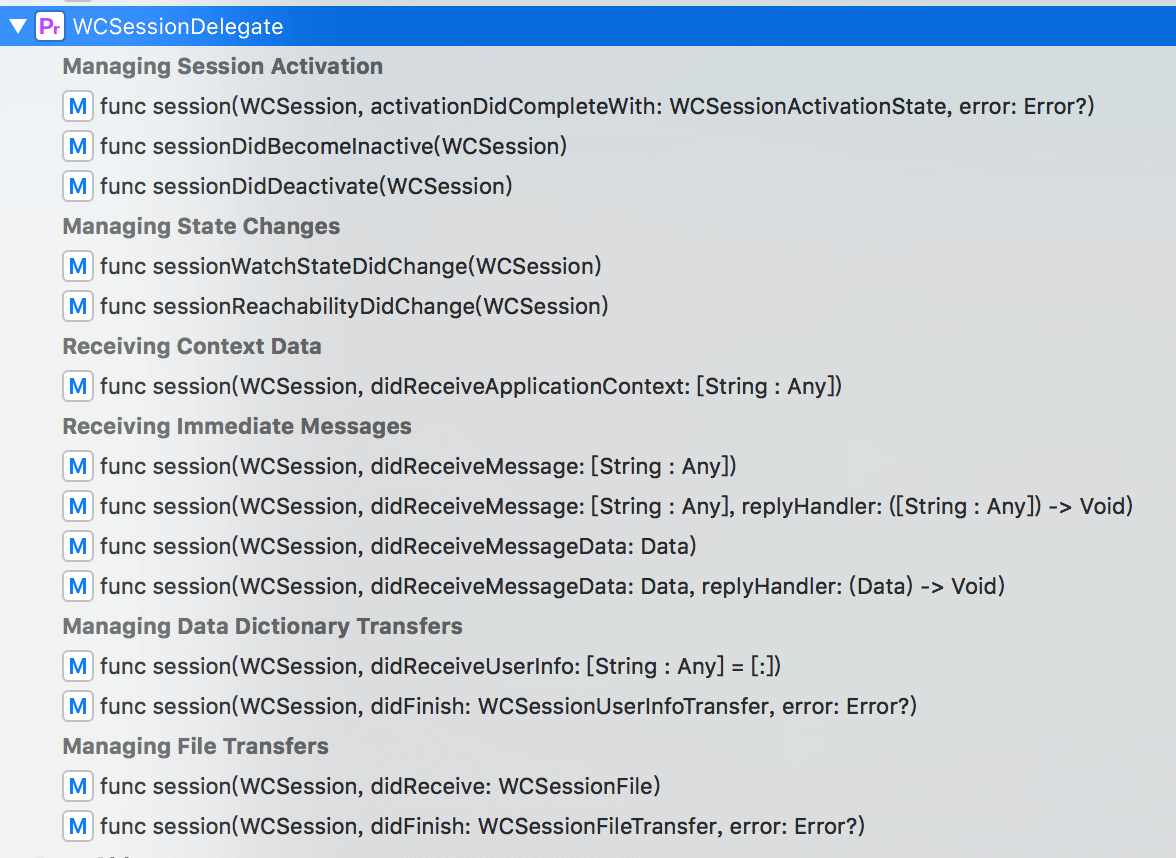 Pr WCSessionDelegate
Managing Session Activation
M func session(WCSession, activationDidCompleteWith: WCSessionActivationState, error: Error?)
M func sessionDidBecomeInactive(WCSession)
M func sessionDidDeactivate(WCSession)
Managing State Changes
M func sessionWatchStateDidChange(WCSession)
M func sessionReachabilityDidChange(WCSession)
Receiving Context Data
M func session(WCSession, didReceiveApplicationContext: [String : Any])
Receiving Immediate Messages
M func session(WCSession, didReceiveMessage: [String : Any])
M func session(WCSession, didReceiveMessage: [String : Any], replyHandler: ([String : Any]) -> Void)
M func session(WCSession, didReceiveMessageData: Data)
M func session(WCSession, didReceiveMessageData: Data, replyHandler: (Data) -> Void)
Managing Data Dictionary Transfers
M func session(WCSession, didReceiveUserInfo: [String : Any] = [:])
M func session(WCSession, didFinish: WCSessionUserInfoTransfer, error: Error?)
Managing File Transfers
M func session(WCSession, didReceive: WCSessionFile)
M func session(WCSession, didFinish: WCSessionFileTransfer, error: Error?)